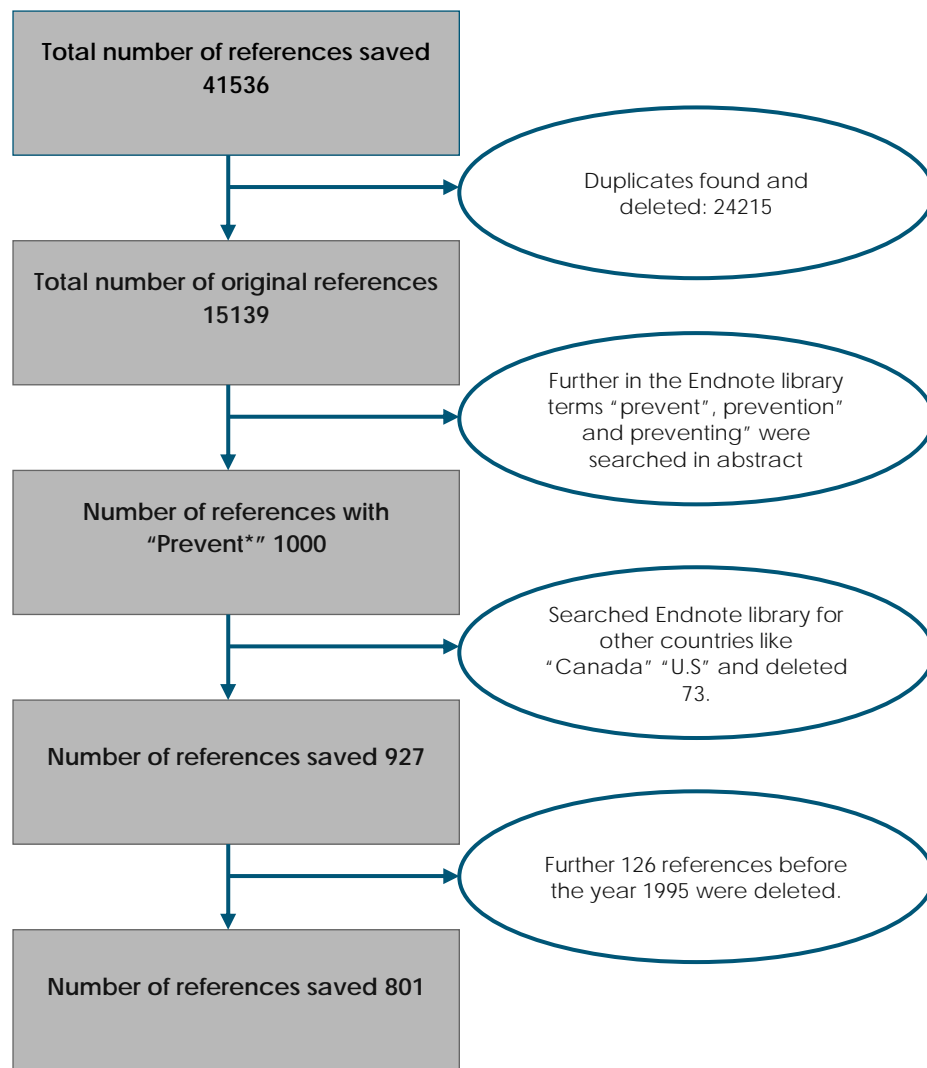 Total number of references saved
41536
Duplicates found and
deleted: 24215
Total number of original references
15139
Further in the Endnote library
terms “prevent”, prevention”
and preventing” were
searched in abstract
Number of references with
“Prevent*” 1000
Searched Endnote library for
other countries like
“Canada” “U.S” and deleted
73.
Number of references saved 927
Further 126 references before
the year 1995 were deleted.
Number of references saved 801